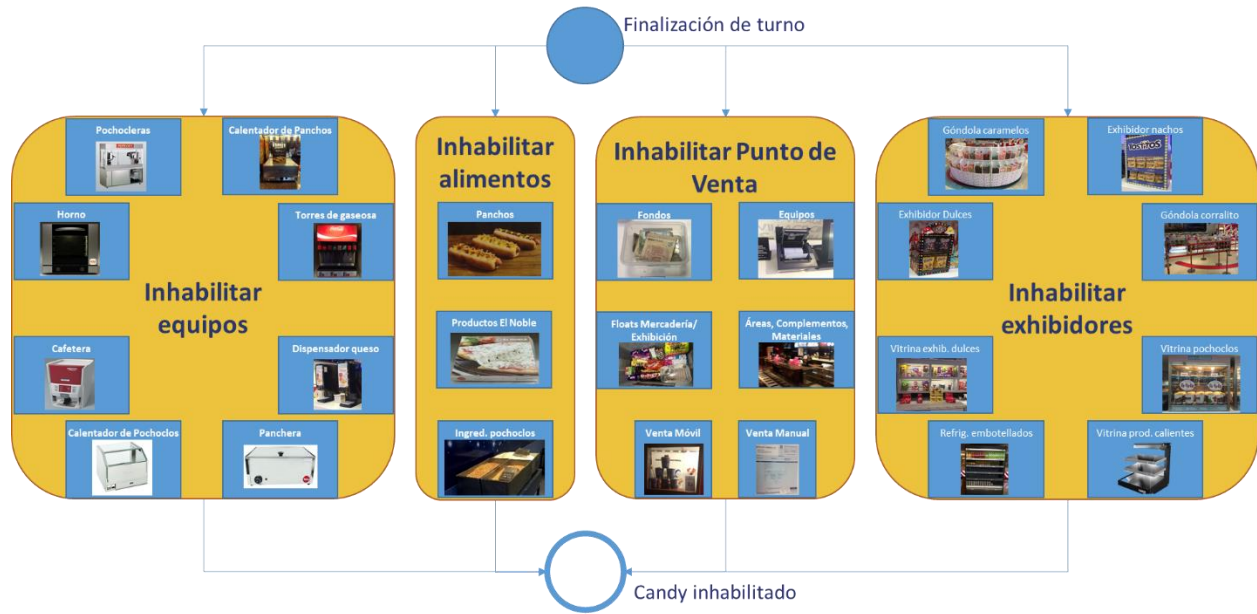 Finalización de turno
Pochocleras
Calentador de Panchos
Horno
Torres de gaseosa
Inhabilitar
equipos
Cafetera
Dispensador queso
Calentador de Pochoclos
Panchera
Inhabilitar
alimentos
Panchos
Productos El Noble
Ingred. pochoclos
Inhabilitar Punto de
Venta
Fondos
Equipos
Floats Mercadería/
Exhibición
Áreas, Complementos,
Materiales
Venta Móvil
Venta Manual
Góndola caramelos
Exhibidor nachos
TOSTITOS
Exhibidor Dulces
Góndola corralito
Inhabilitar
exhibidores
Vitrina exhib. dulces
Vitrina pochoclos
Refrig. embotellados
Vitrina prod. calientes
Candy inhabilitado